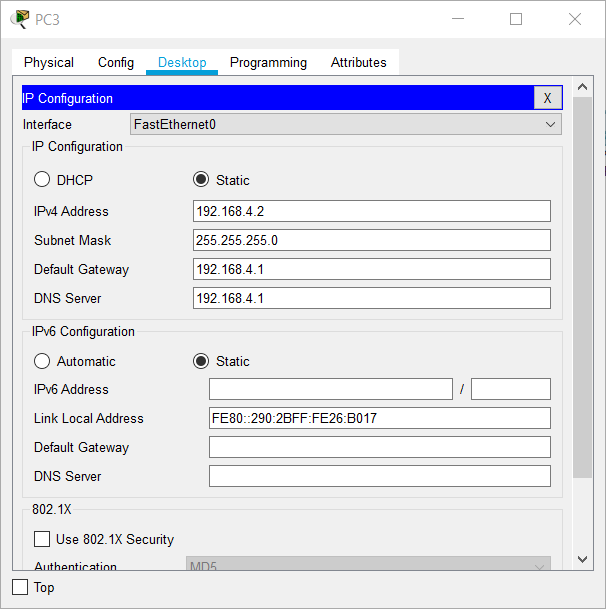 PC3
Physical Config Desktop Programming Attributes
IP Configuration X
Interface FastEthernet0
IP Configuration
DHCP Static
IPv4 Address 192.168.4.2
Subnet Mask 255.255.255.0
Default Gateway 192.168.4.1
DNS Server 192.168.4.1
IPv6 Configuration
Automatic Static
IPv6 Address /
Link Local Address FE80::290:2BFF:FE26:B017
Default Gateway
DNS Server
802.1X
Use 802.1X Security
Authentication MD5
Top